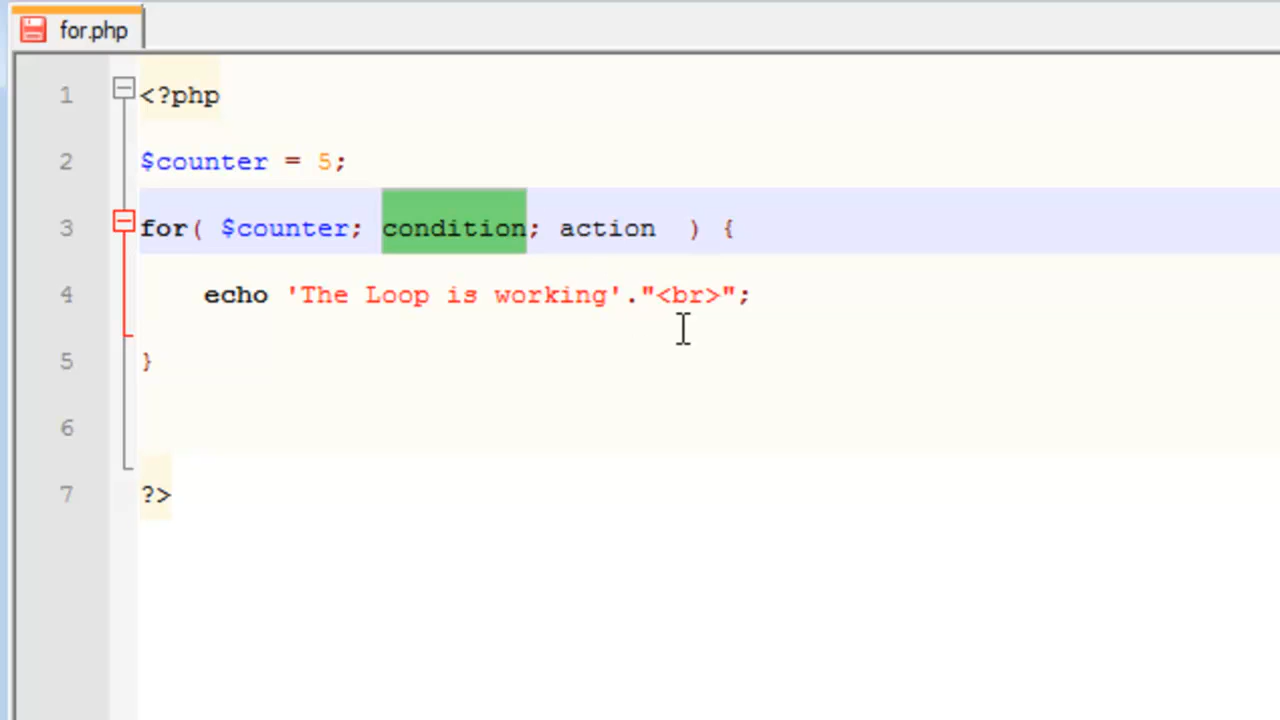 for.php
1 <?php
2 $counter = 5;
3 for( $counter; condition; action  ) {
4     echo 'The Loop is working'."<br>";
5 }
6
7 ?>